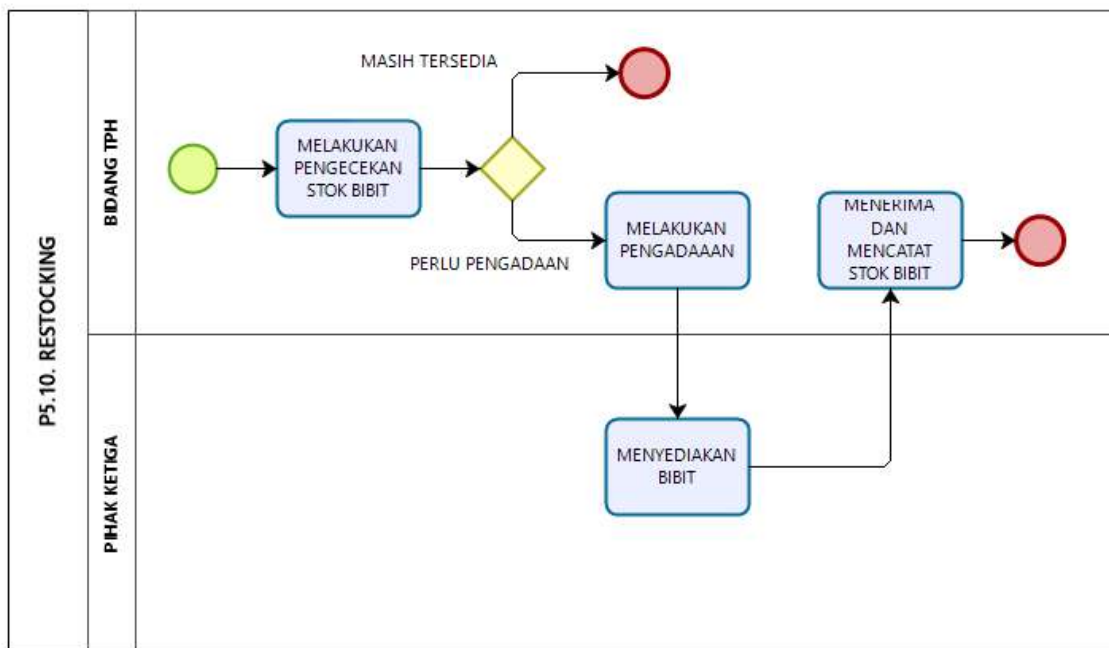 P5.10. RESTOCKING
BIDANG TPH
MELAKUKAN
PENGECEKAN
STOK BIBIT
MASIH TERSEDIA
PERLU PENGADAAN
MELAKUKAN
PENGADAAAN
MENERIMA
DAN
MENCATAT
STOK BIBIT
PIHAK KETIGA
MENYEDIAKAN
BIBIT